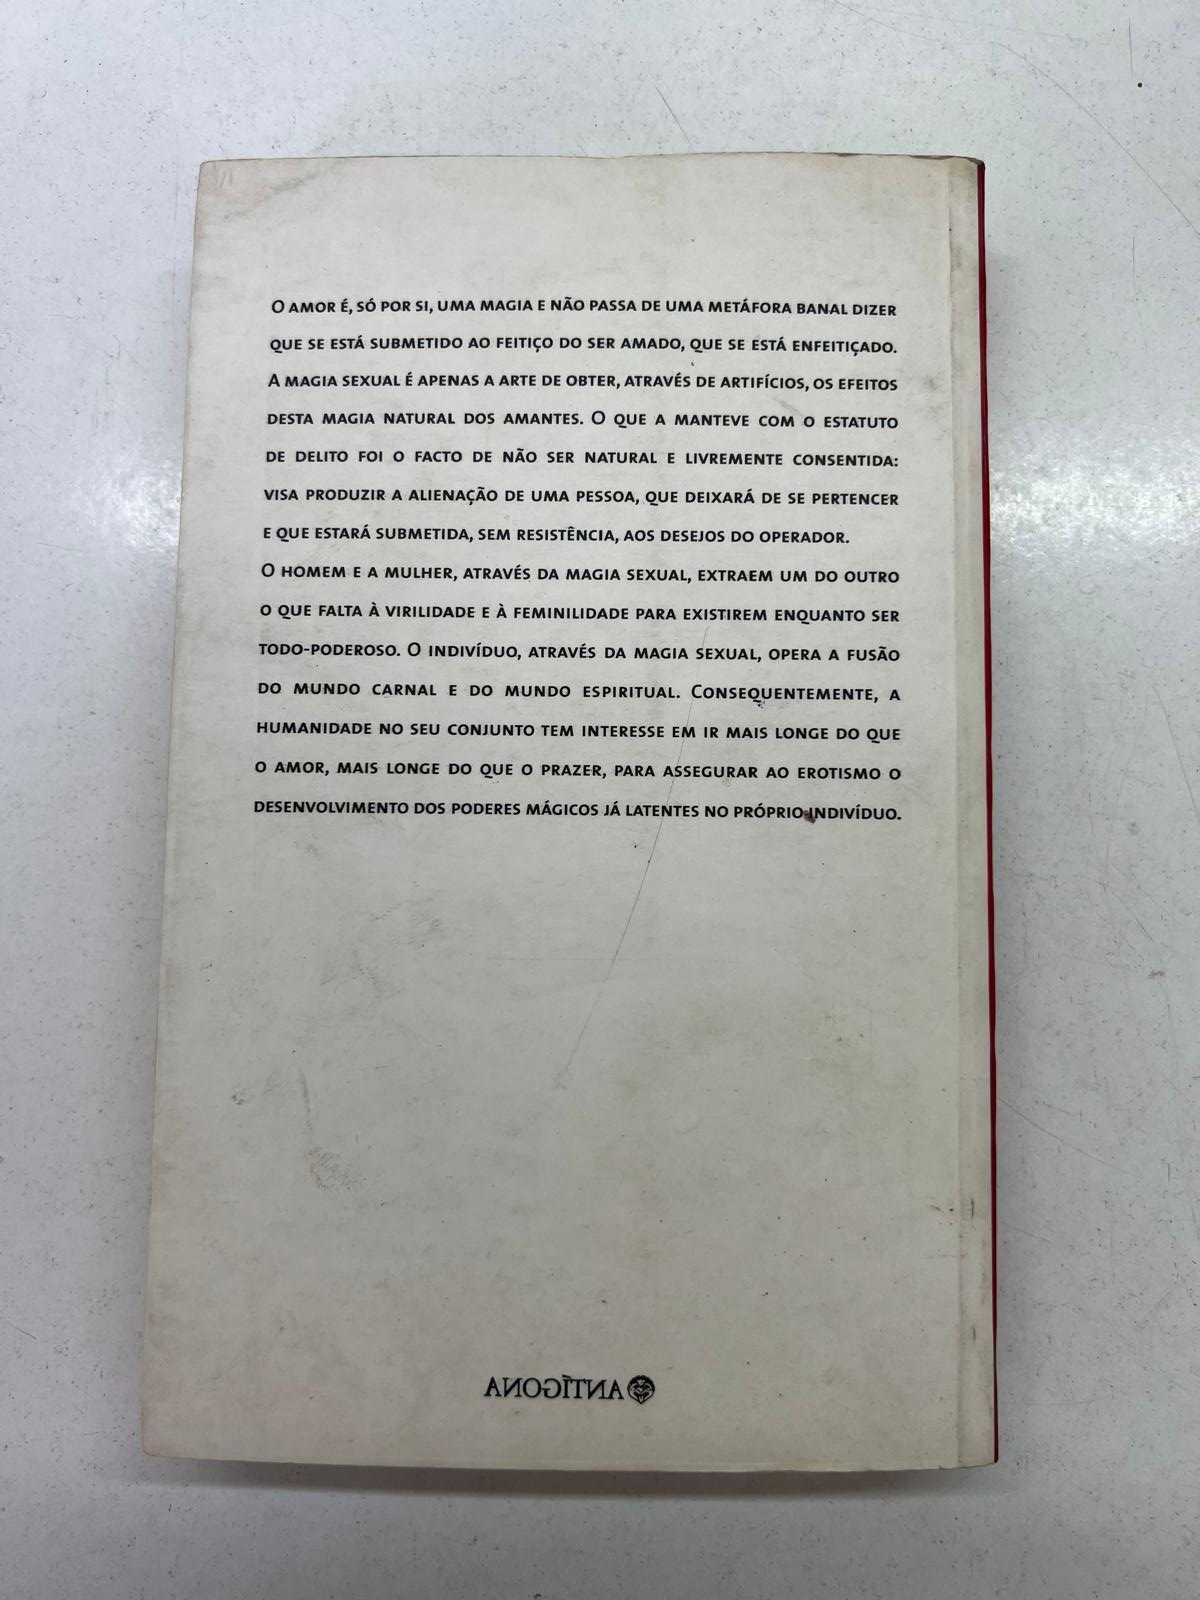 O AMOR É, SÓ POR SI, UMA MAGIA E NÃO PASSA DE UMA METÁFORA BANAL DIZER
QUE SE ESTÁ SUBMETIDO AO FEITIÇO DO SER AMADO, QUE SE ESTÁ ENFEITIÇADO.
A MAGIA SEXUAL É APENAS A ARTE DE OBTER, ATRAVÉS DE ARTIFÍCIOS, OS EFEITOS
DESTA MAGIA NATURAL DOS AMANTES. O QUE A MANTEVE COM O ESTATUTO
DE DELITO FOI O FACTO DE NÃO SER NATURAL E LIVREMENTE CONSENTIDA:
VISA PRODUZIR A ALIENAÇÃO DE UMA PESSOA, QUE DEIXARÁ DE SE PERTENCER
E QUE ESTARÁ SUBMETIDA, SEM RESISTÊNCIA, AOS DESEJOS DO OPERADOR.
O HOMEM E A MULHER, ATRAVÉS DA MAGIA SEXUAL, EXTRAEM UM DO OUTRO
O QUE FALTA À VIRILIDADE E À FEMINILIDADE PARA EXISTIREM ENQUANTO SER
TODO-PODEROSO. O INDIVÍDUO, ATRAVÉS DA MAGIA SEXUAL, OPERA A FUSÃO
DO MUNDO CARNAL E DO MUNDO ESPIRITUAL. CONSEQUENTEMENTE, A
HUMANIDADE NO SEU CONJUNTO TEM INTERESSE EM IR MAIS LONGE DO QUE
O AMOR, MAIS LONGE DO QUE O PRAZER, PARA ASSEGURAR AO EROTISMO O
DESENVOLVIMENTO DOS PODERES MÁGICOS JÁ LATENTES NO PRÓPRIO INDIVÍDUO.
ANTÍGONA